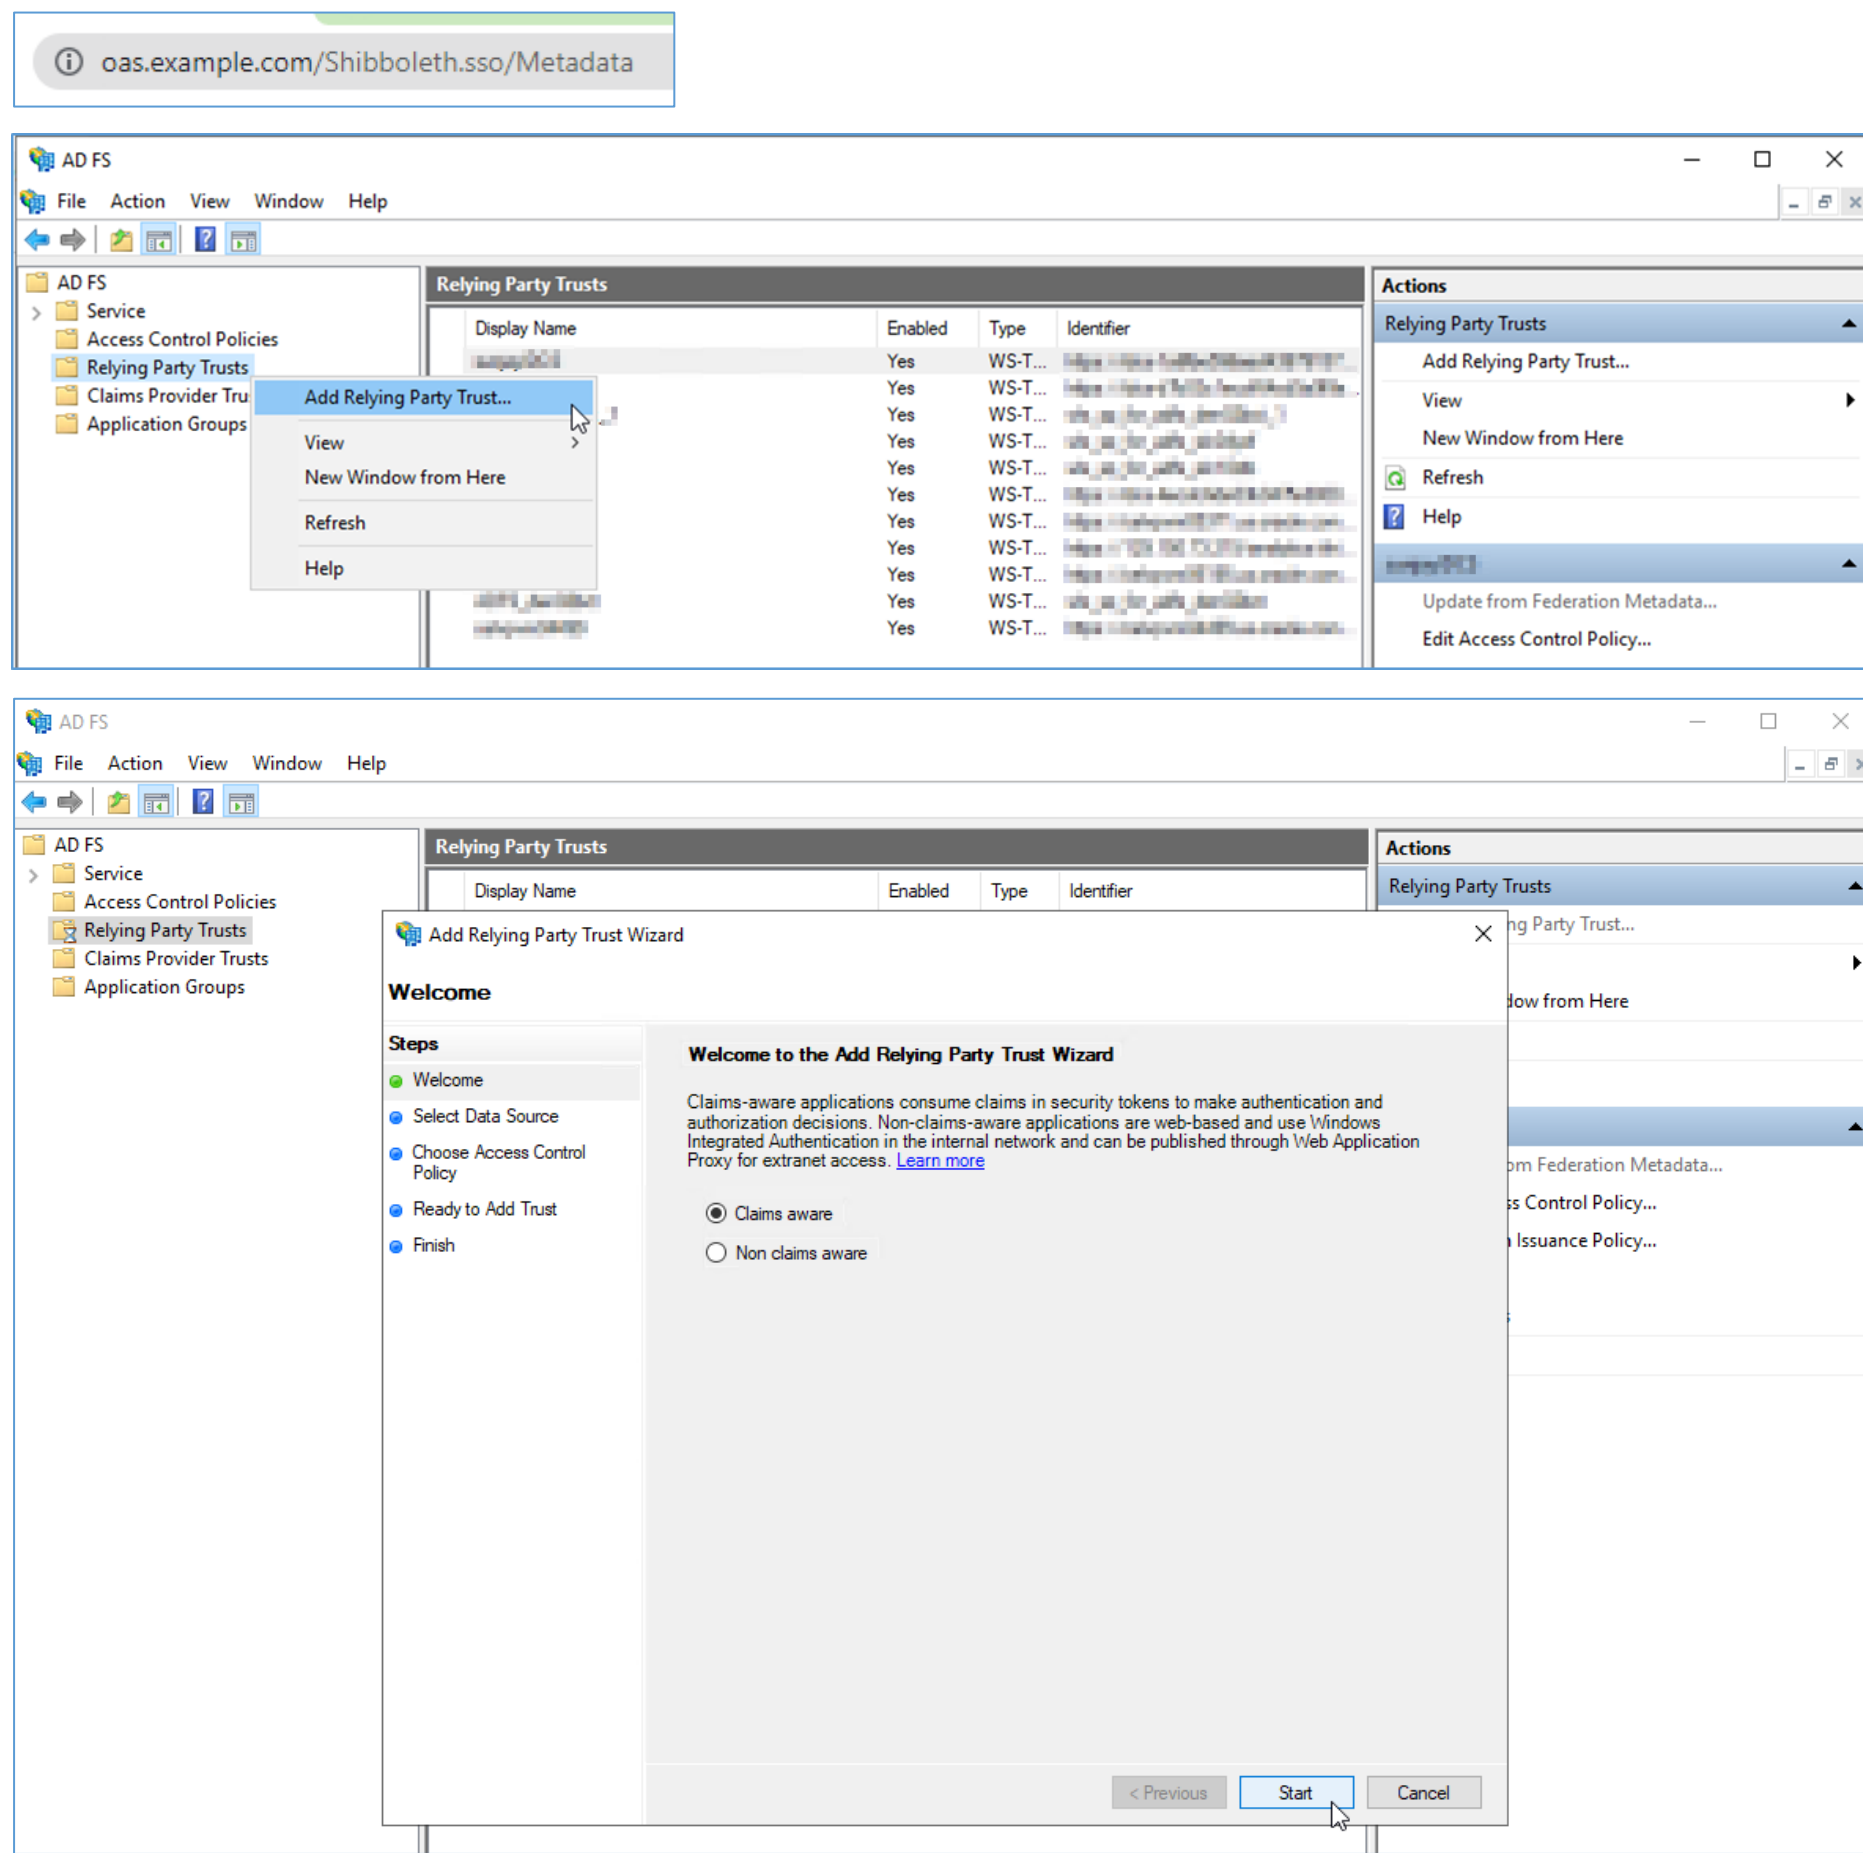 oas.example.com/Shibboleth.sso/Metadata
AD FS
File Action View Window Help
AD FS
Service
Access Control Policies
Relying Party Trusts
Claims Provider Tru
Application Groups
Add Relying Party Trust...
View
New Window from Here
Refresh
Help
Relying Party Trusts
Display Name Enabled Type Identifier
Yes WS-T...
Yes WS-T...
Yes WS-T...
Yes WS-T...
Yes WS-T...
Yes WS-T...
Yes WS-T...
Yes WS-T...
Yes WS-T...
Yes WS-T...
Yes WS-T...
Actions
Relying Party Trusts
Add Relying Party Trust...
View
New Window from Here
Refresh
Help
Update from Federation Metadata...
Edit Access Control Policy...
AD FS
File Action View Window Help
AD FS
Service
Access Control Policies
Relying Party Trusts
Claims Provider Trusts
Application Groups
Relying Party Trusts
Display Name Enabled Type Identifier
Actions
Relying Party Trusts
ng Party Trust...
dow from Here
om Federation Metadata...
ss Control Policy...
Issuance Policy...
Add Relying Party Trust Wizard
Welcome
Steps
Welcome
Select Data Source
Choose Access Control
Policy
Ready to Add Trust
Finish
Welcome to the Add Relying Party Trust Wizard
Claims-aware applications consume claims in security tokens to make authentication and
authorization decisions. Non-claims-aware applications are web-based and use Windows
Integrated Authentication in the internal network and can be published through Web Application
Proxy for extranet access. Learn more
Claims aware
Non claims aware
< Previous Start Cancel